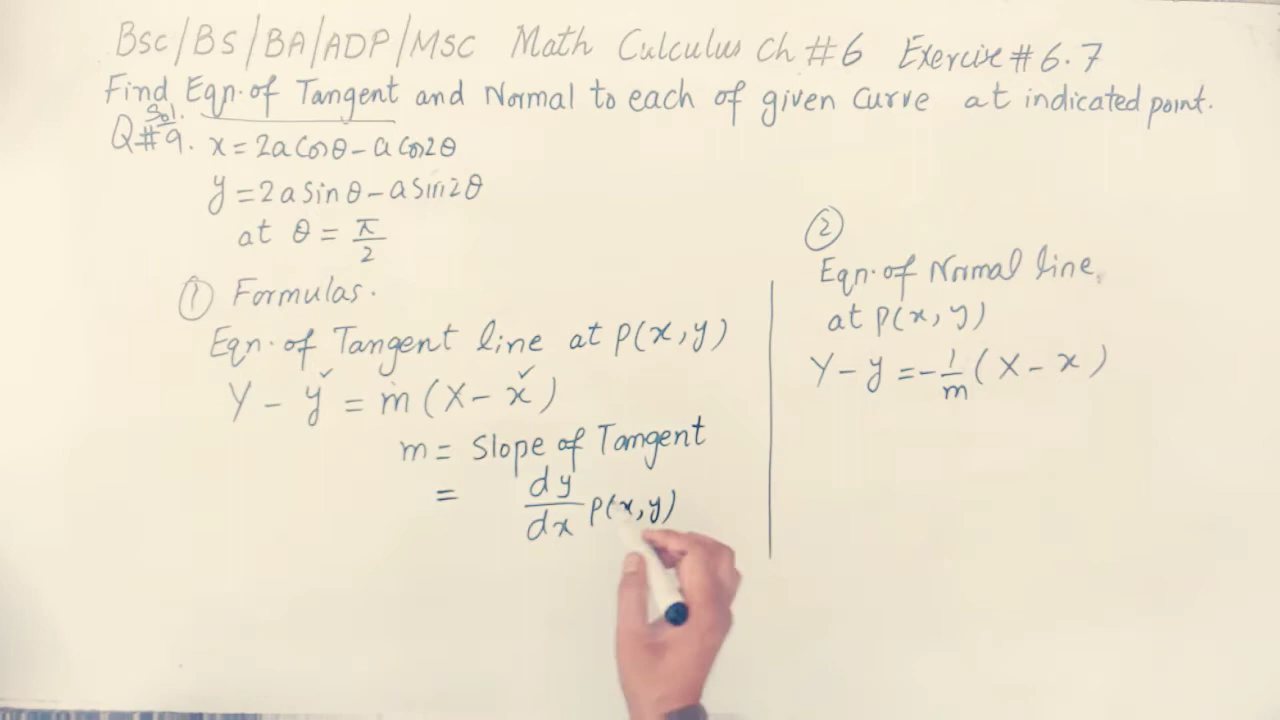 Bsc/BS/BA/ADP/MSC Math Calculus Ch #6 Exercise #6.7
Find Eqn. of Tangent and Normal to each of given curve at indicated point.
Sol.
Q#9. x = 2a Cosθ - a Cos2θ
y = 2a Sinθ - a Sin2θ
at θ = π/2
① Formulas.
Eqn. of Tangent line at P(x,y)
Y - y = m (X - x)
m = Slope of Tangent
= dy/dx P(x,y)
②
Eqn. of Normal line.
at P(x, y)
Y - y = -1/m (X - x)